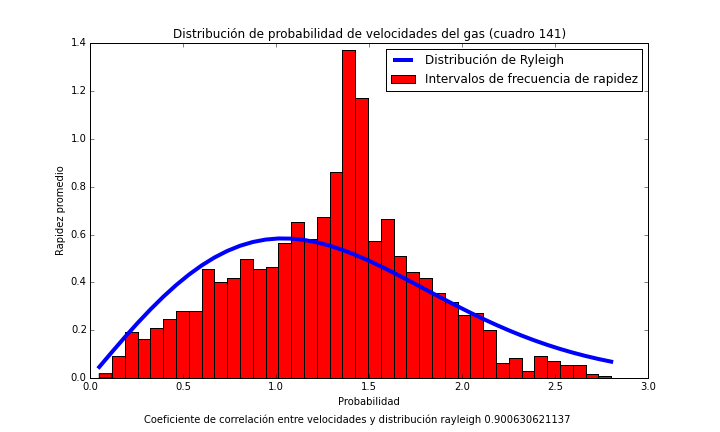 Distribución de probabilidad de velocidades del gas (cuadro 141)
1.4
Distribución de Ryleigh
Intervalos de frecuencia de rapidez
1.2
1.0
0.8
0.6
0.4
0.2
0.0
Rapidez promedio
0.0 0.5 1.0 1.5 2.0 2.5 3.0
Probabilidad
Coeficiente de correlación entre velocidades y distribución rayleigh 0.900630621137